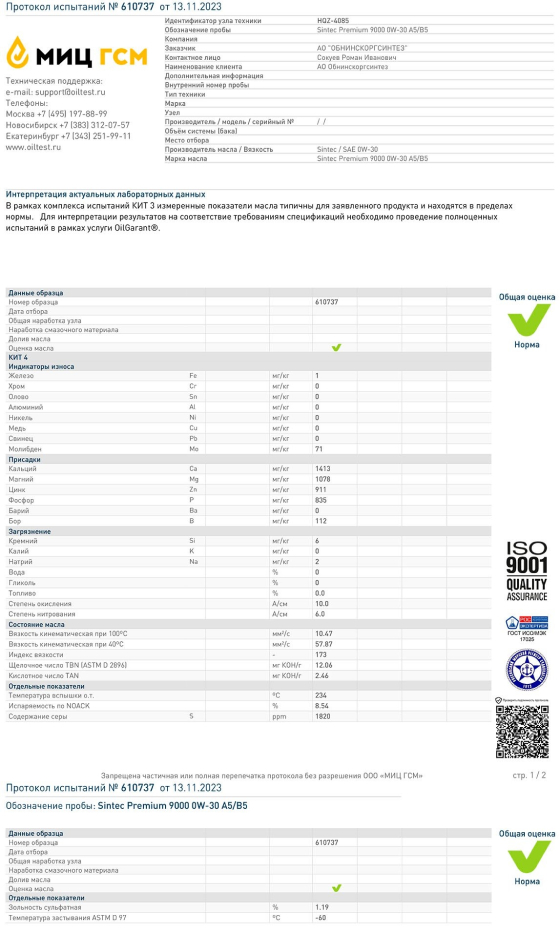 Протокол испытаний № 610737 от 13.11.2023
Идентификатор узла техники HQZ-4085
Обозначение пробы Sintec Premium 9000 0W-30 A5/B5
Компания
Заказчик АО "ОБНИНСКОРГСИНТЕЗ"
Контактное лицо Сокуев Роман Иванович
Наименование клиента АО Обнинскоргсинтез
Дополнительная информация
Внутренний номер пробы
Тип техники
Марка
Узел
Производитель / модель / серийный № / /
Объём системы (бака)
Место отбора
Производитель масла / Вязкость Sintec / SAE 0W-30
Марка масла Sintec Premium 9000 0W-30 A5/B5
МИЦ ГСМ
Техническая поддержка:
e-mail: support@oiltest.ru
Телефоны:
Москва +7 (495) 197-88-99
Новосибирск +7 (383) 312-07-57
Екатеринбург +7 (343) 251-99-11
www.oiltest.ru
Интерпретация актуальных лабораторных данных
В рамках комплекса испытаний КИТ 3 измеренные показатели масла типичны для заявленного продукта и находятся в пределах
нормы. Для интерпретации результатов на соответствие требованиям спецификаций необходимо проведение полноценных
испытаний в рамках услуги OilGarant®.
Данные образца
Номер образца 610737
Дата отбора
Общая наработка узла
Наработка смазочного материала
Долив масла
Оценка масла
Общая оценка
Норма
КИТ 4
Индикаторы износа
Железо Fe мг/кг 1
Хром Cr мг/кг 0
Олово Sn мг/кг 0
Алюминий Al мг/кг 0
Никель Ni мг/кг 0
Медь Cu мг/кг 0
Свинец Pb мг/кг 0
Молибден Mo мг/кг 71
Присадки
Кальций Ca мг/кг 1413
Магний Mg мг/кг 1078
Цинк Zn мг/кг 911
Фосфор P мг/кг 835
Барий Ba мг/кг 0
Бор B мг/кг 112
Загрязнение
Кремний Si мг/кг 6
Калий K мг/кг 0
Натрий Na мг/кг 2
Вода % 0
Гликоль % 0
Топливо % 0.0
Степень окисления А/см 10.0
Степень нитрования А/см 6.0
Состояние масла
Вязкость кинематическая при 100ºС мм²/с 10.47
Вязкость кинематическая при 40ºС мм²/с 57.87
Индекс вязкости - 173
Щелочное число TBN (ASTM D 2896) мг КОН/г 12.06
Кислотное число TAN мг КОН/г 2.46
Отдельные показатели
Температура вспышки о.т. ºС 234
Испаряемость по NOACK % 8.54
Содержание серы S ppm 1820
ISO
9001
QUALITY
ASSURANCE
ГОСТ ИСО/МЭК
17025
Запрещена частичная или полная перепечатка протокола без разрешения ООО «МИЦ ГСМ»
стр. 1 / 2
Протокол испытаний № 610737 от 13.11.2023
Обозначение пробы: Sintec Premium 9000 0W-30 A5/B5
Данные образца
Номер образца 610737
Дата отбора
Общая наработка узла
Наработка смазочного материала
Долив масла
Оценка масла
Общая оценка
Норма
Отдельные показатели
Зольность сульфатная % 1.19
Температура застывания ASTM D 97 ºС -60